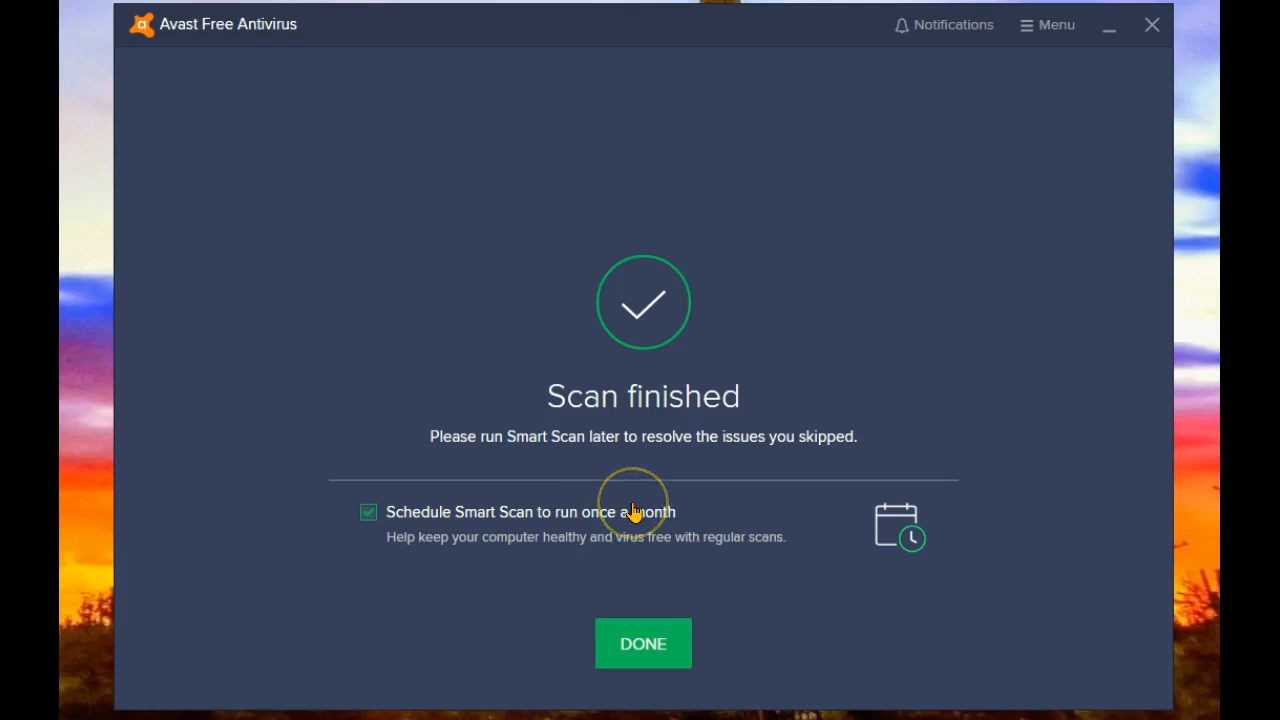 Avast Free Antivirus
Notifications
Menu
Scan finished
Please run Smart Scan later to resolve the issues you skipped.
Schedule Smart Scan to run once a month
Help keep your computer healthy and virus free with regular scans.
DONE